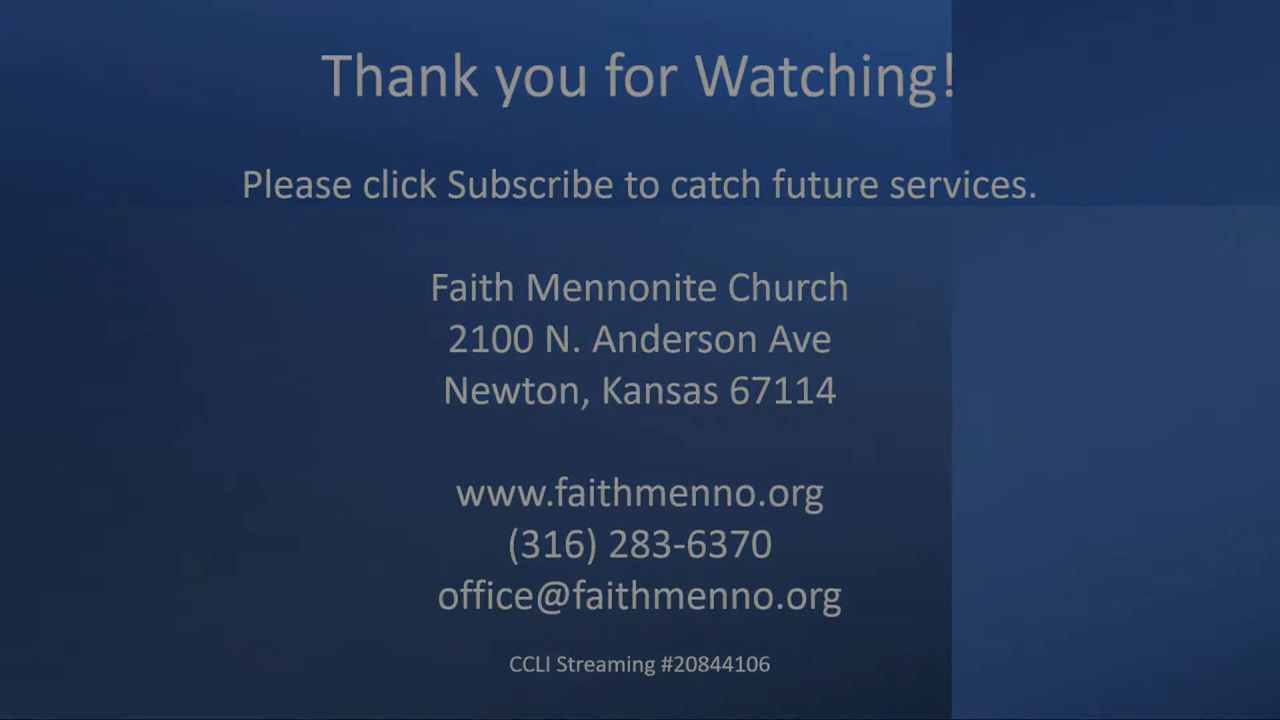 Thank you for Watching!
Please click Subscribe to catch future services.
Faith Mennonite Church
2100 N. Anderson Ave
Newton, Kansas 67114
www.faithmenno.org
(316) 283-6370
office@faithmenno.org
CCLI Streaming #20844106